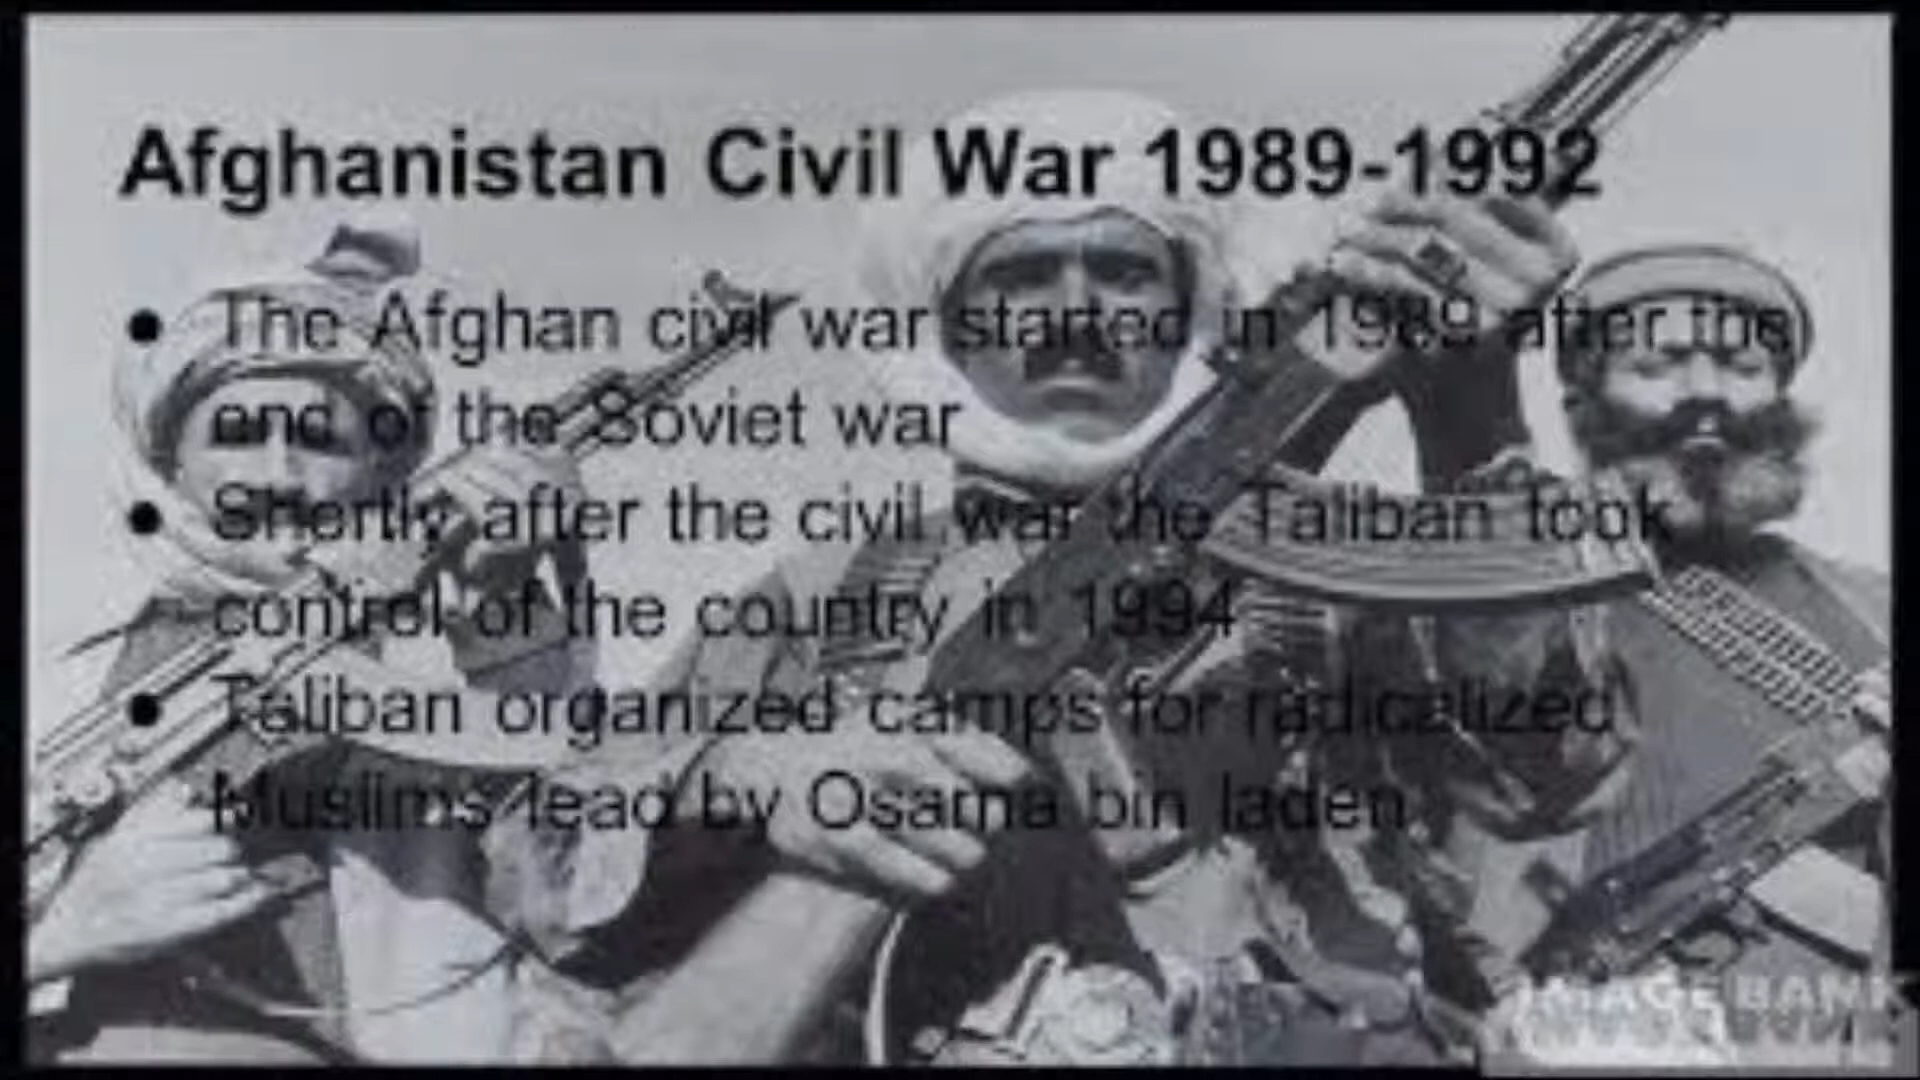 Afghanistan Civil War 1989-1992
• The Afghan civil war started in 1989 after the
end of the Soviet war
• Shortly after the civil war the Taliban took
control of the country in 1994
• Taliban organized camps for radicalized
Muslims lead by Osama bin laden
IMAGE BANK